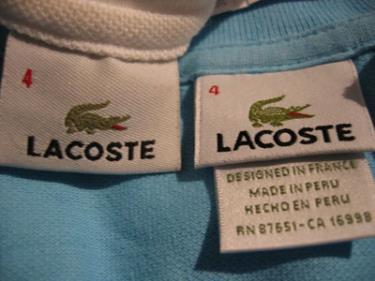 4
LACOSTE
4
LACOSTE
DESIGNED IN FRANCE
MADE IN PERU
HECHO EN PERU
RN 87651-CA 16998